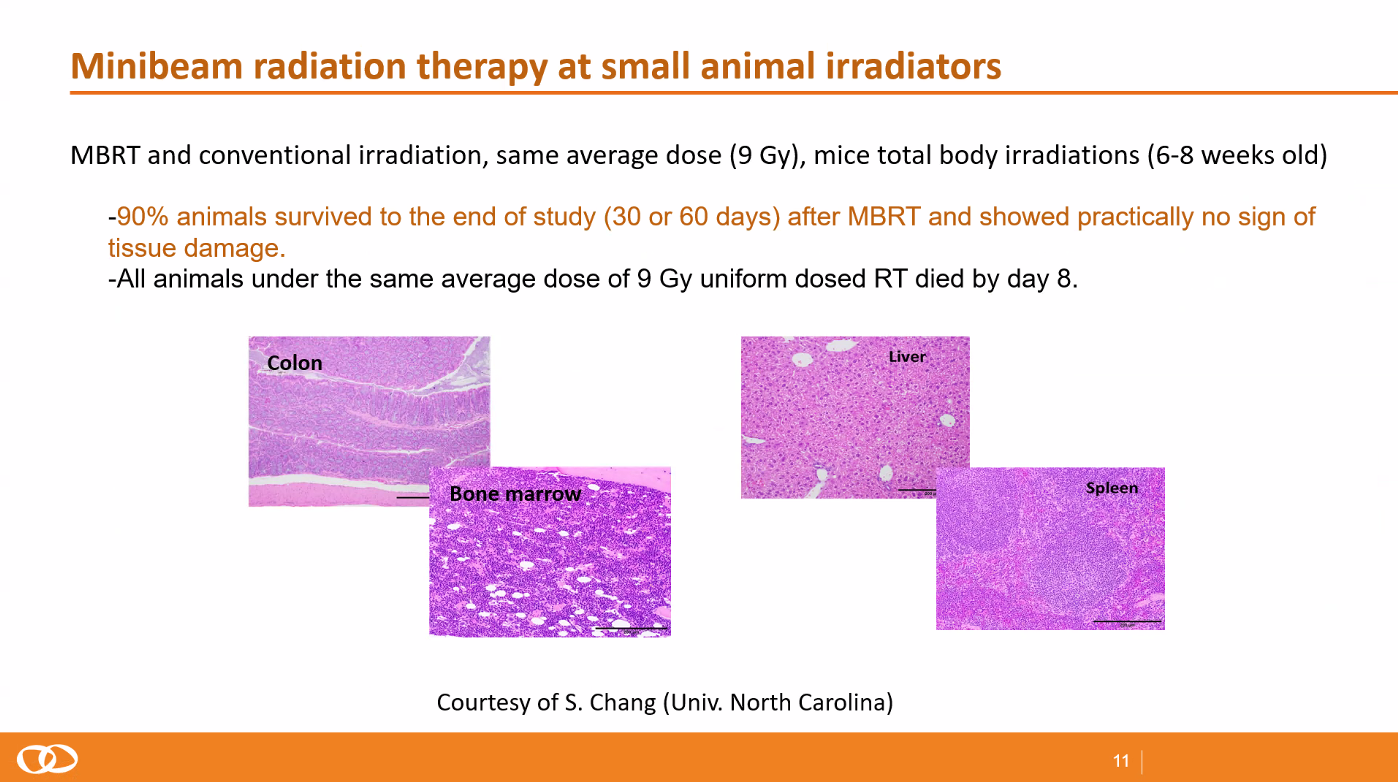 Minibeam radiation therapy at small animal irradiators
MBRT and conventional irradiation, same average dose (9 Gy), mice total body irradiations (6-8 weeks old)
-90% animals survived to the end of study (30 or 60 days) after MBRT and showed practically no sign of
tissue damage.
-All animals under the same average dose of 9 Gy uniform dosed RT died by day 8.
Colon
Liver
Bone marrow
Spleen
Courtesy of S. Chang (Univ. North Carolina)
11